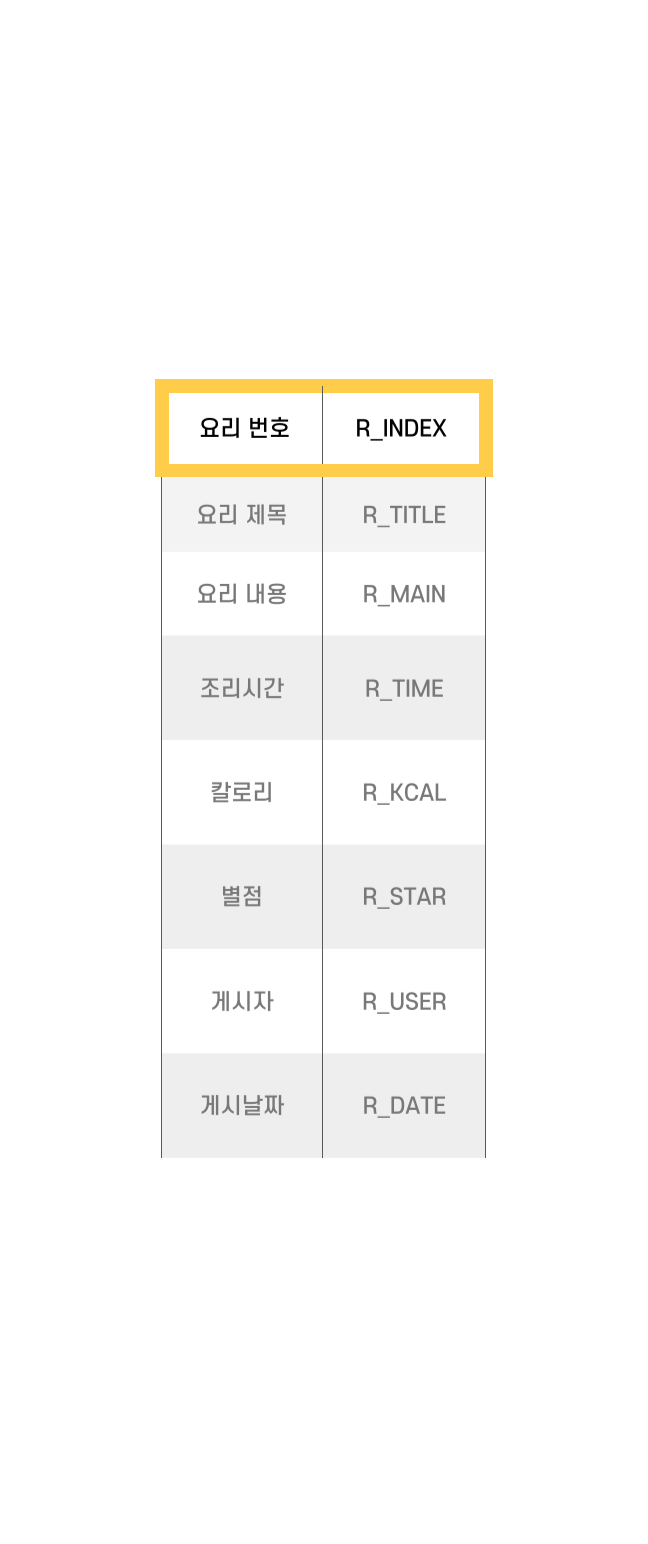 요리 번호 R_INDEX
요리 제목 R_TITLE
요리 내용 R_MAIN
조리시간 R_TIME
칼로리 R_KCAL
별점 R_STAR
게시자 R_USER
게시날짜 R_DATE